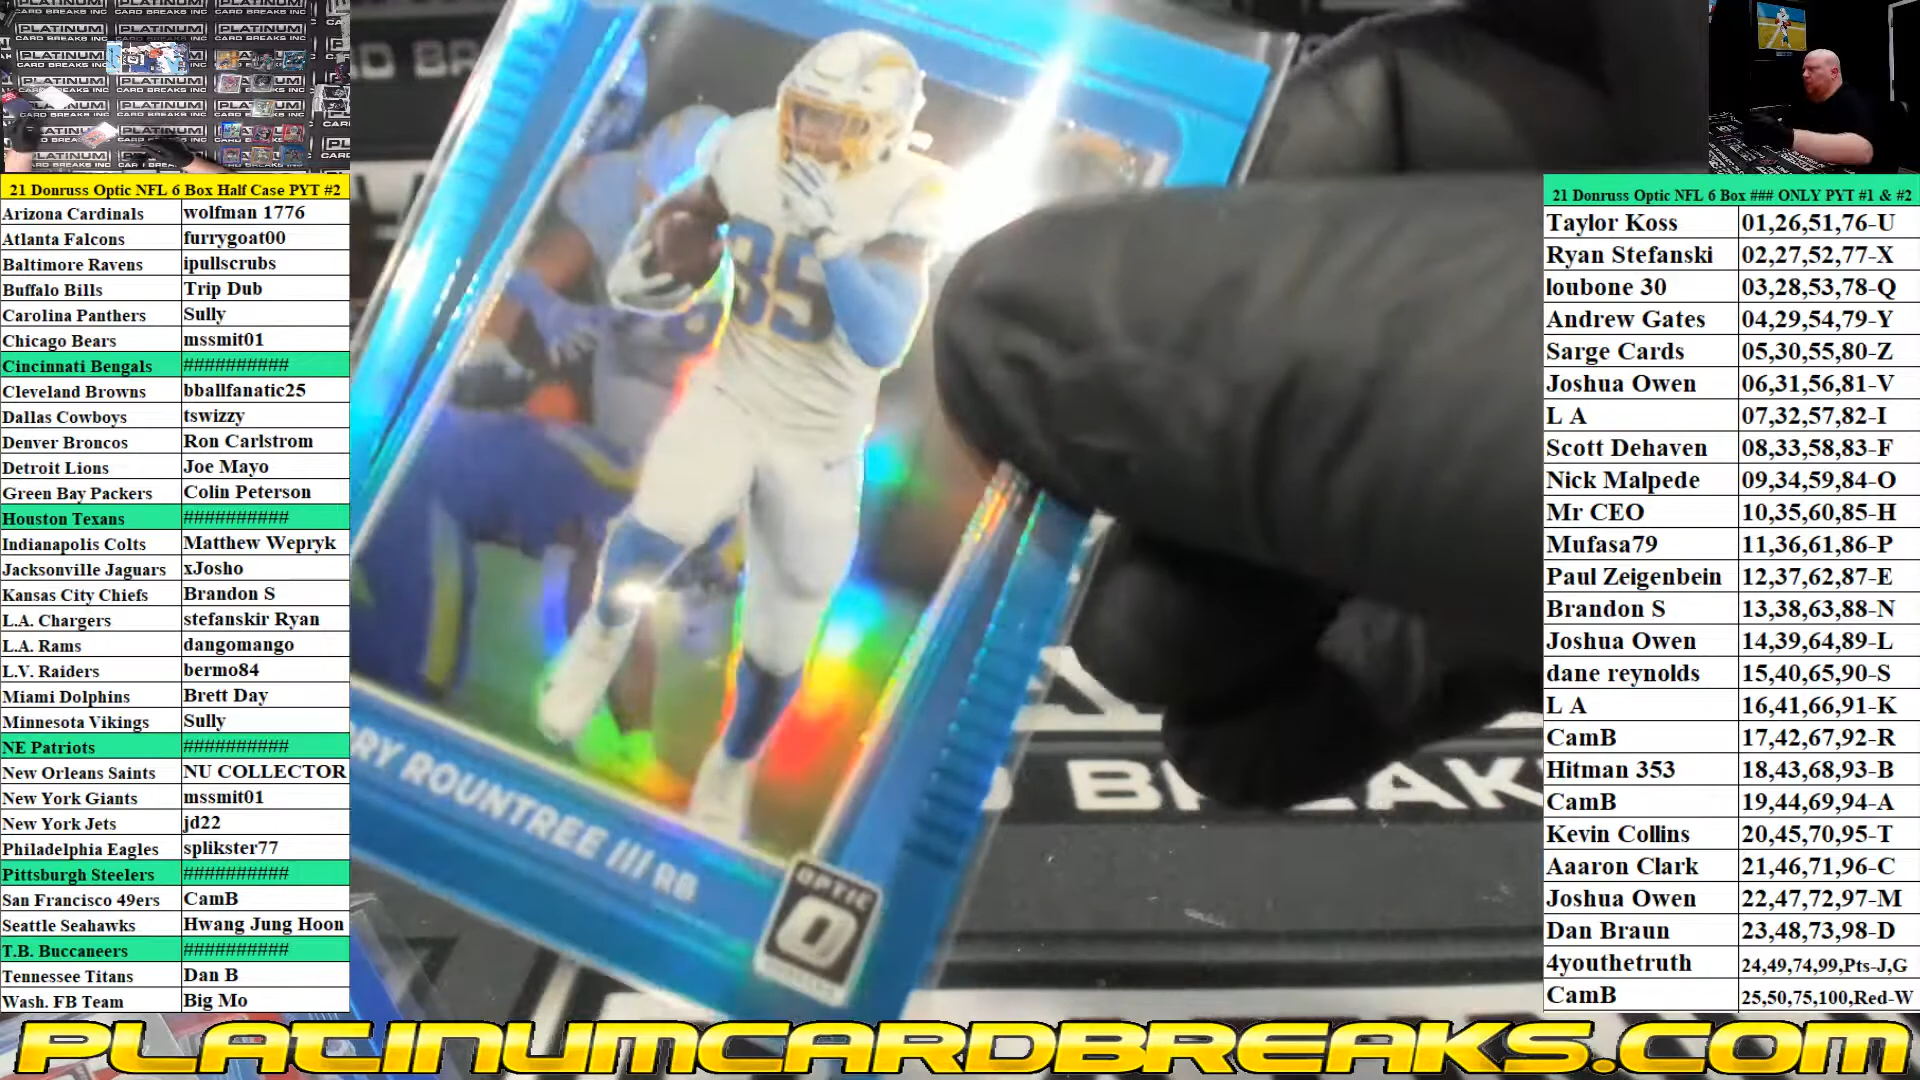 21 Donruss Optic NFL 6 Box Half Case PYT #2
Arizona Cardinals wolfman 1776
Atlanta Falcons furrygoat00
Baltimore Ravens ipullscrubs
Buffalo Bills Trip Dub
Carolina Panthers Sully
Chicago Bears mssmit01
Cincinnati Bengals ##########
Cleveland Browns bballfanatic25
Dallas Cowboys tswizzy
Denver Broncos Ron Carlstrom
Detroit Lions Joe Mayo
Green Bay Packers Colin Peterson
Houston Texans ##########
Indianapolis Colts Matthew Wepryk
Jacksonville Jaguars xJosho
Kansas City Chiefs Brandon S
L.A. Chargers stefanskir Ryan
L.A. Rams dangomango
L.V. Raiders bermo84
Miami Dolphins Brett Day
Minnesota Vikings Sully
NE Patriots ##########
New Orleans Saints NU COLLECTOR
New York Giants mssmit01
New York Jets jd22
Philadelphia Eagles splikster77
Pittsburgh Steelers ##########
San Francisco 49ers CamB
Seattle Seahawks Hwang Jung Hoon
T.B. Buccaneers ##########
Tennessee Titans Dan B
Wash. FB Team Big Mo
35
RY ROUNTREE III RB
OPTIC
21 Donruss Optic NFL 6 Box ### ONLY PYT #1 & #2
Taylor Koss 01,26,51,76-U
Ryan Stefanski 02,27,52,77-X
loubone 30 03,28,53,78-Q
Andrew Gates 04,29,54,79-Y
Sarge Cards 05,30,55,80-Z
Joshua Owen 06,31,56,81-V
L A 07,32,57,82-I
Scott Dehaven 08,33,58,83-F
Nick Malpede 09,34,59,84-O
Mr CEO 10,35,60,85-H
Mufasa79 11,36,61,86-P
Paul Zeigenbein 12,37,62,87-E
Brandon S 13,38,63,88-N
Joshua Owen 14,39,64,89-L
dane reynolds 15,40,65,90-S
L A 16,41,66,91-K
CamB 17,42,67,92-R
Hitman 353 18,43,68,93-B
CamB 19,44,69,94-A
Kevin Collins 20,45,70,95-T
Aaaron Clark 21,46,71,96-C
Joshua Owen 22,47,72,97-M
Dan Braun 23,48,73,98-D
4youthetruth 24,49,74,99,Pts-J,G
CamB 25,50,75,100,Red-W
PLATINUMCARDBREAKS.COM